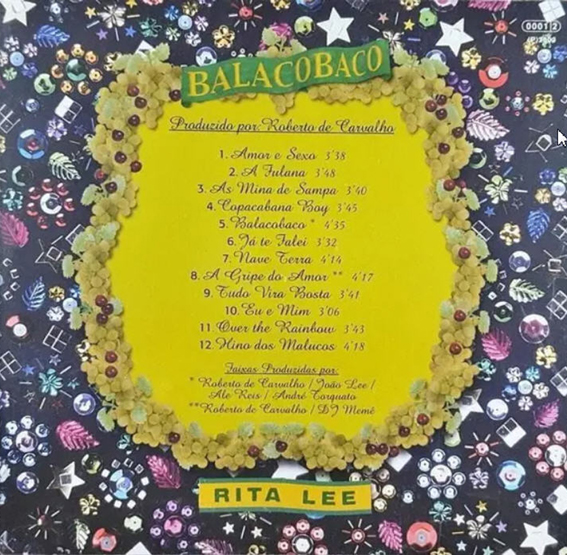 0001 2
BALACOBACO
Produzido por: Roberto de Carvalho
1. Amor e Sexo 3'38
2. A Fulana 3'48
3. As Mina de Sampa 3'40
4. Copacabana Boy 3'45
5. Balacobaco * 4'35
6. Já te Falei 3'32
7. Nave Terra 4'14
8. A Gripe do Amor ** 4'17
9. Tudo Vira Bosta 3'41
10. Eu e Mim 3'06
11 Over the Rainbow 3'43
12 Hino dos Malucos 4'18
Faixas Produzidas por:
* Roberto de Carvalho / João Lee /
Ale Reis / André Torquato
**Roberto de Carvalho / DJ Memê
RITA LEE